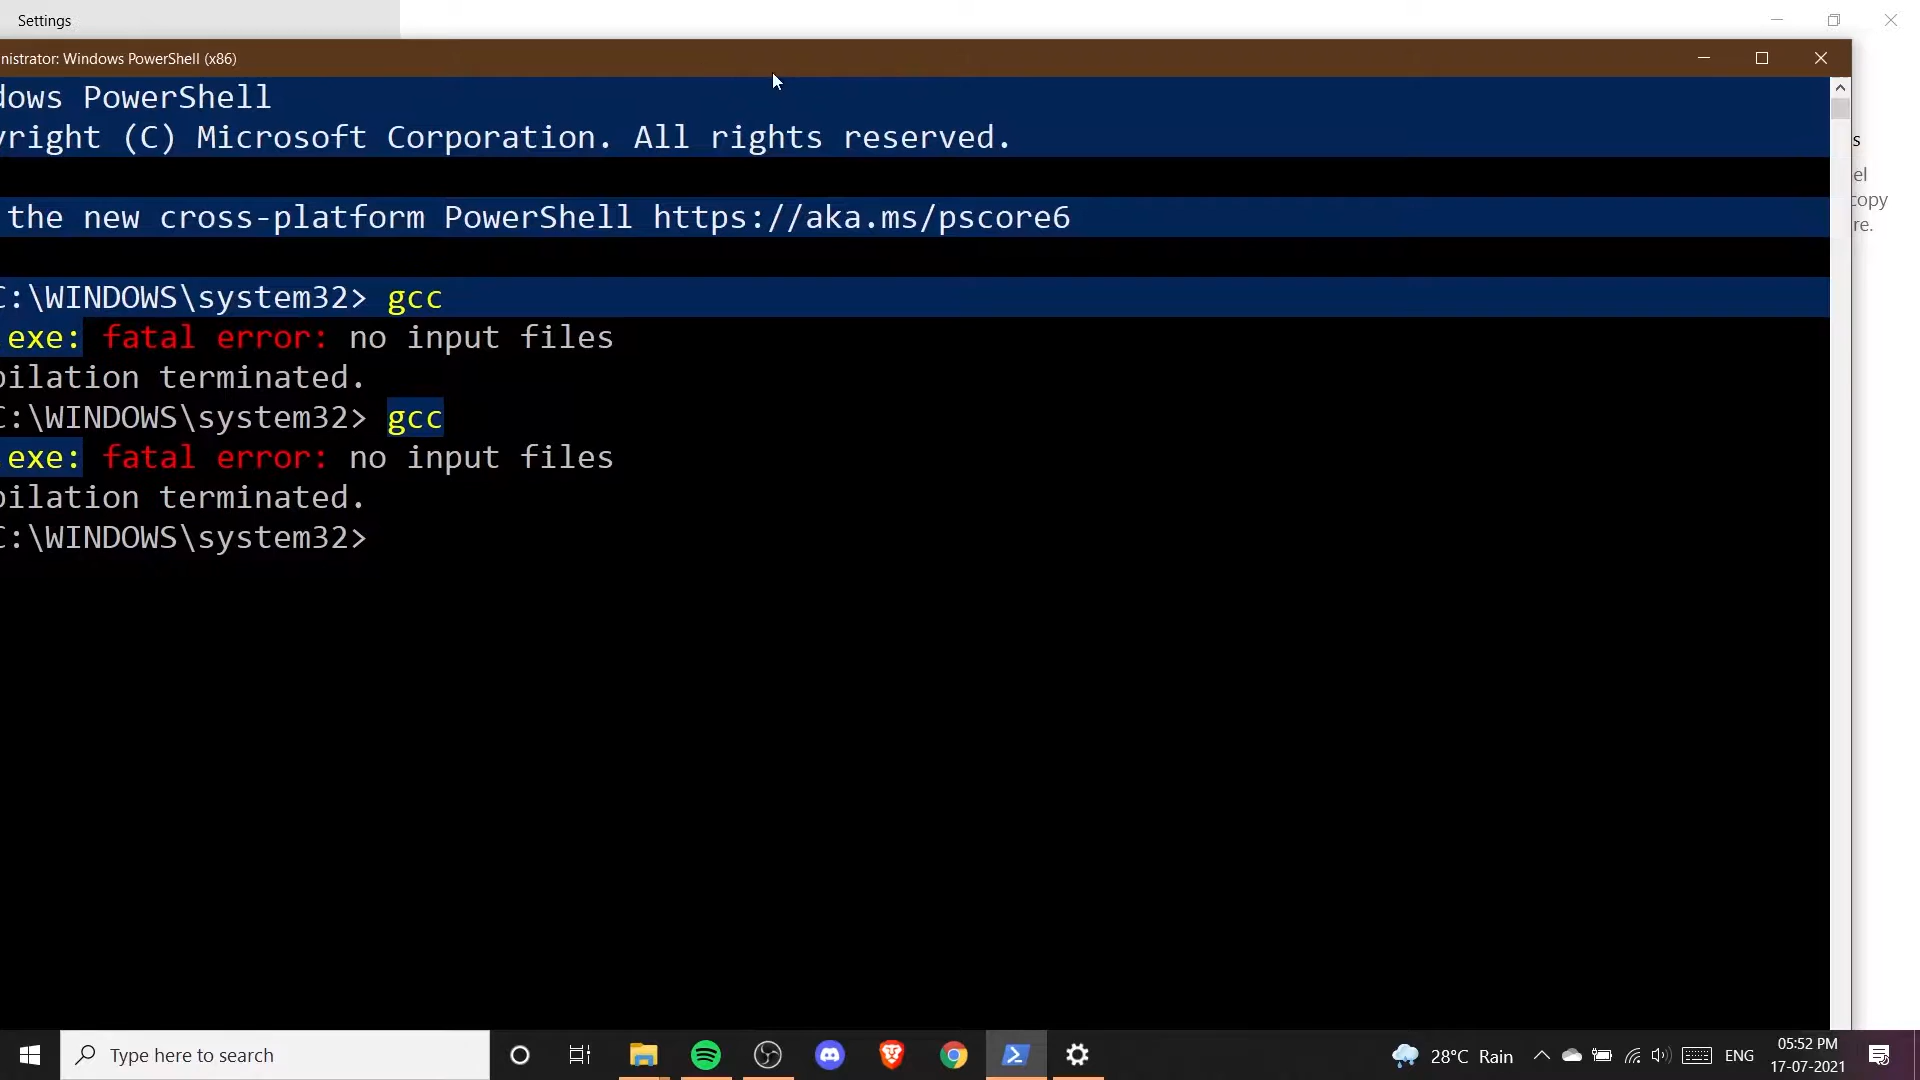 Settings
nistrator: Windows PowerShell (x86)
dows PowerShell
yright (C) Microsoft Corporation. All rights reserved.
the new cross-platform PowerShell https://aka.ms/pscore6
C:\WINDOWS\system32> gcc
exe: fatal error: no input files
pilation terminated.
C:\WINDOWS\system32> gcc
exe: fatal error: no input files
pilation terminated.
C:\WINDOWS\system32>
s
el
copy
re.
Type here to search
28°C Rain
ENG
05:52 PM
17-07-2021